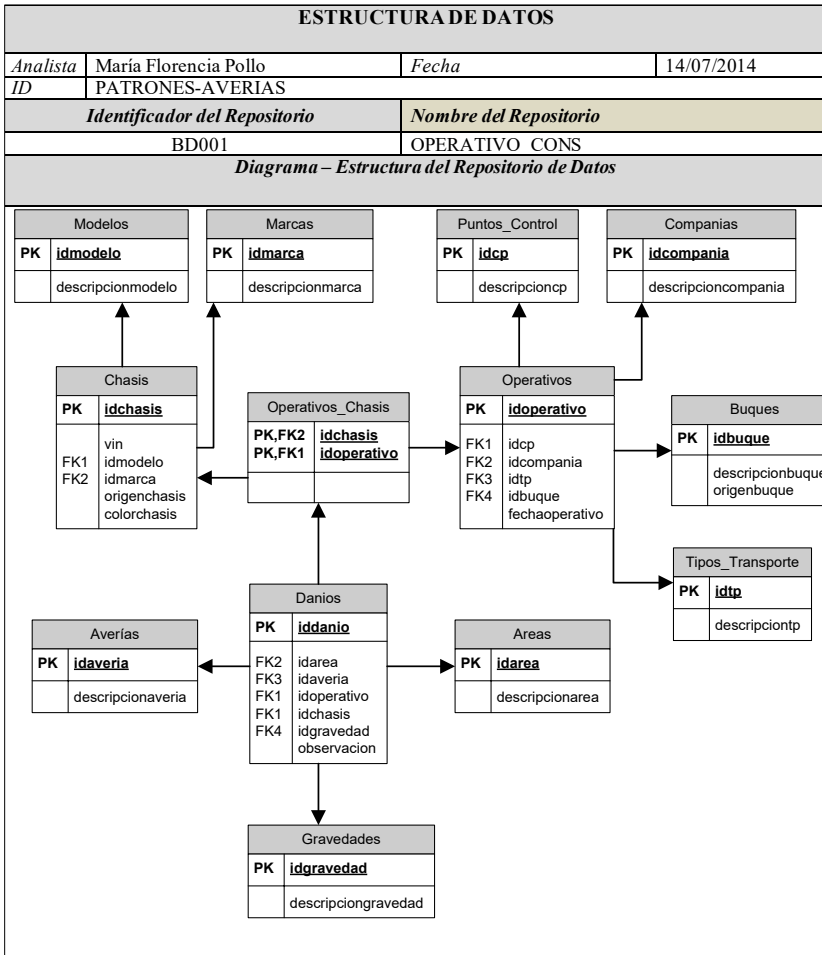 ESTRUCTURA DE DATOS
Analista María Florencia Pollo Fecha 14/07/2014
ID PATRONES-AVERIAS
Identificador del Repositorio Nombre del Repositorio
BD001 OPERATIVO CONS
Diagrama – Estructura del Repositorio de Datos
Modelos
PK idmodelo
descripcionmodelo
Marcas
PK idmarca
descripcionmarca
Puntos_Control
PK idcp
descripcioncp
Companias
PK idcompania
descripcioncompania
Chasis
PK idchasis
vin
FK1 idmodelo
FK2 idmarca
origenchasis
colorchasis
Operativos_Chasis
PK,FK2 idchasis
PK,FK1 idoperativo
Operativos
PK idoperativo
FK1 idcp
FK2 idcompania
FK3 idtp
FK4 idbuque
fechaoperativo
Buques
PK idbuque
descripcionbuque
origenbuque
Tipos_Transporte
PK idtp
descripciontp
Danios
PK iddanio
FK2 idarea
FK3 idaveria
FK1 idoperativo
FK1 idchasis
FK4 idgravedad
observacion
Averías
PK idaveria
descripcionaveria
Areas
PK idarea
descripcionarea
Gravedades
PK idgravedad
descripciongravedad